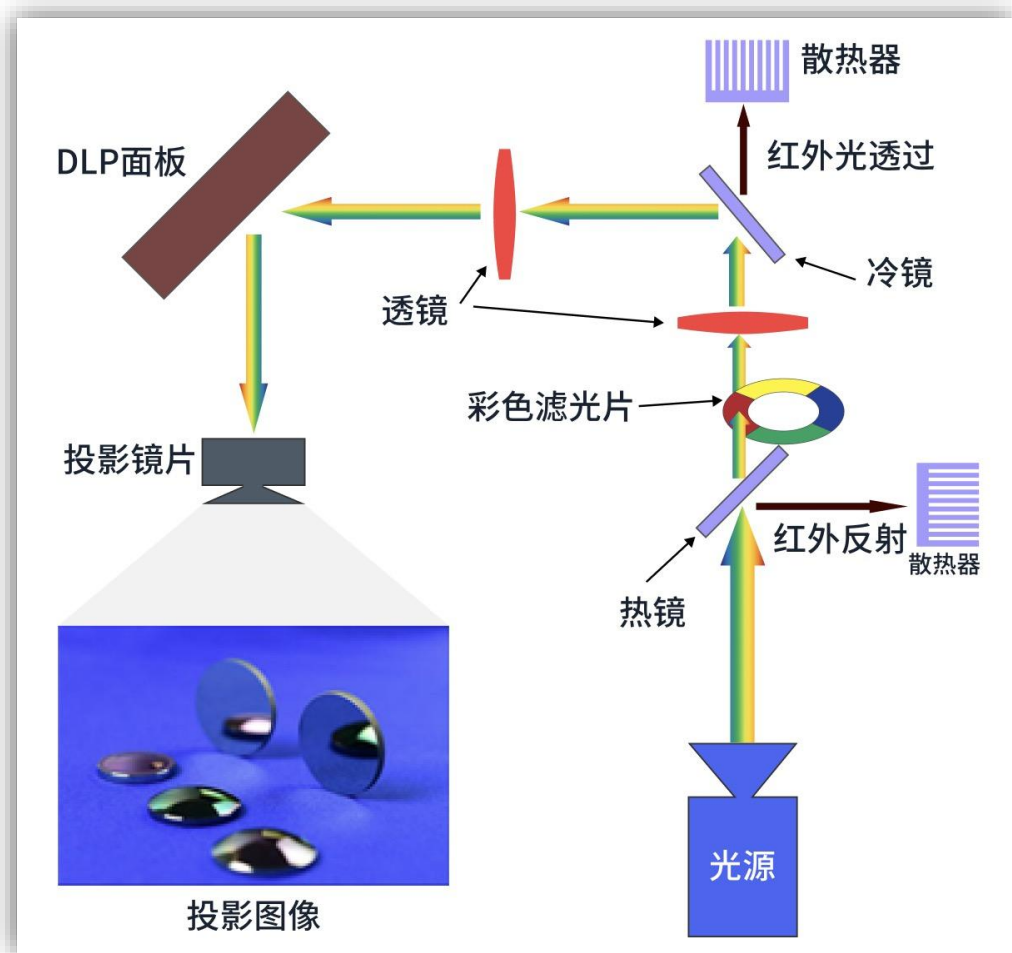 散热器
DLP面板
红外光透过
冷镜
透镜
彩色滤光片
投影镜片
红外反射
散热器
热镜
光源
投影图像